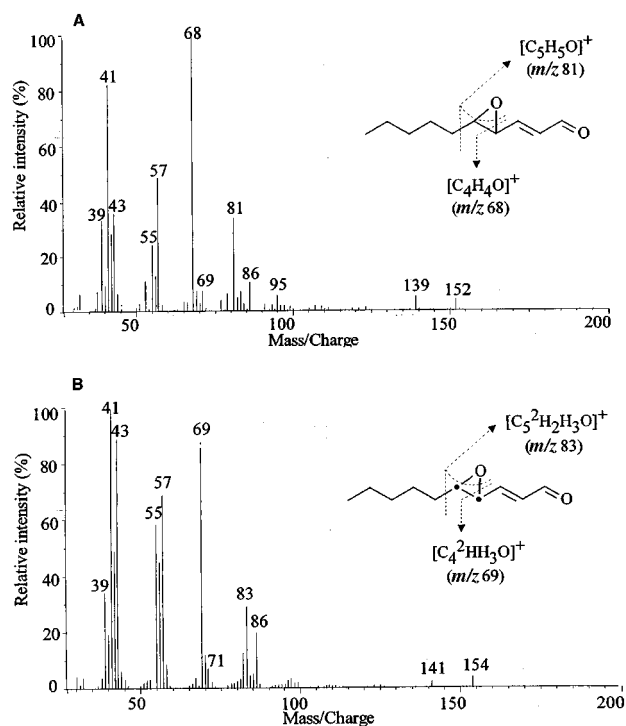 A
Relative intensity (%)
100
80
60
40
20
0
50
100
150
200
Mass/Charge
39
41
43
55
57
68
69
81
86
95
139
152
[C5H5O]+
(m/z 81)
O
O
[C4H4O]+
(m/z 68)
B
Relative intensity (%)
100
80
60
40
20
0
50
100
150
200
Mass/Charge
39
41
43
55
57
69
71
83
86
141
154
[C5²H2H3O]+
(m/z 83)
O
O
[C4²HH3O]+
(m/z 69)